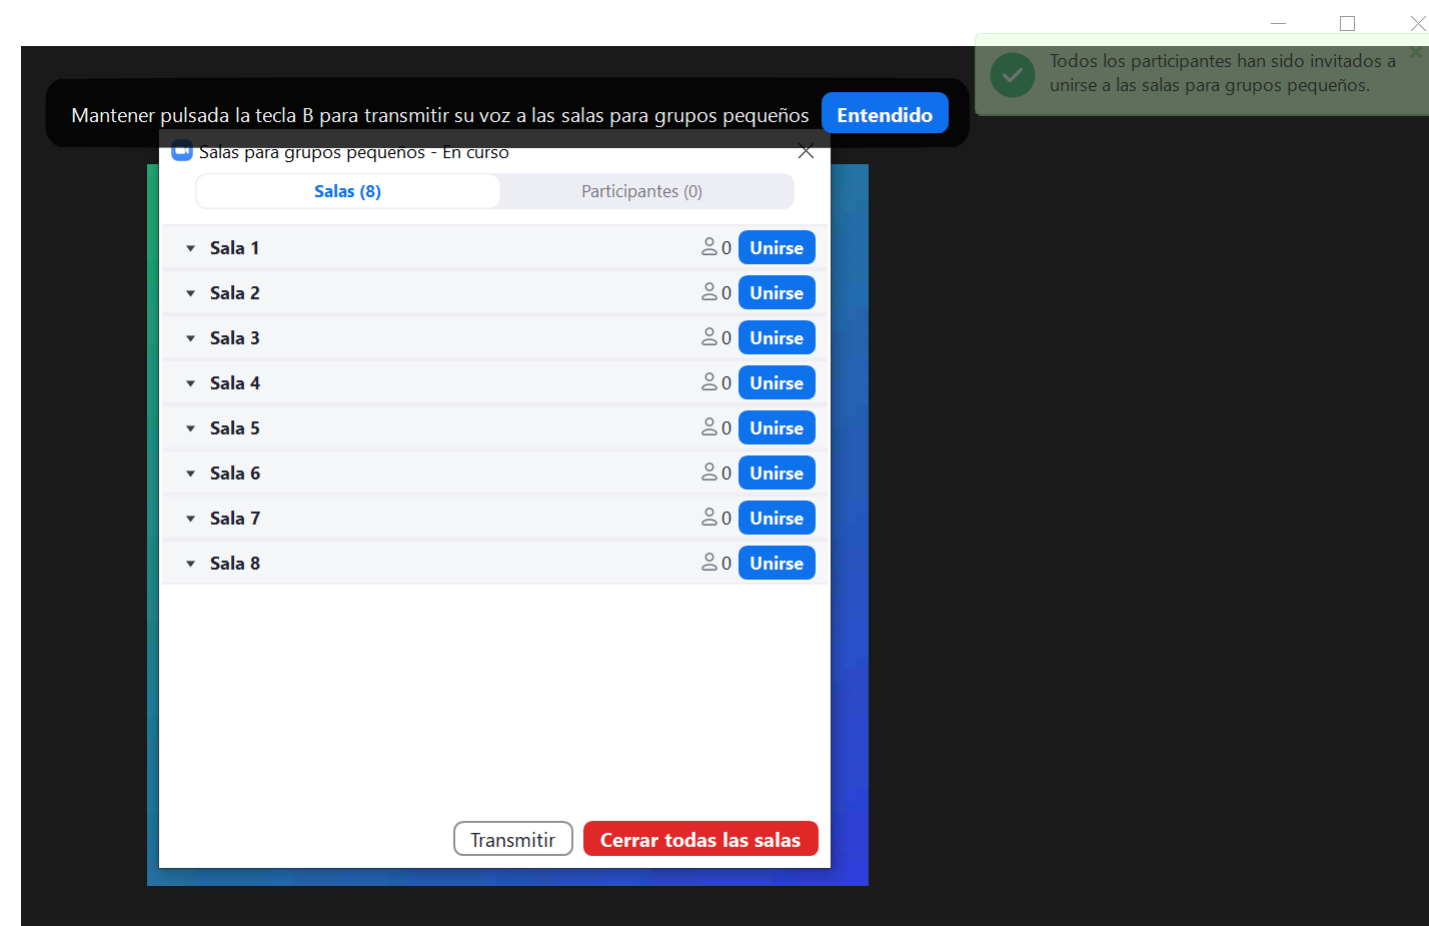 Todos los participantes han sido invitados a
unirse a las salas para grupos pequeños.
Mantener pulsada la tecla B para transmitir su voz a las salas para grupos pequeños Entendido
Salas para grupos pequeños - En curso
Salas (8) Participantes (0)
Sala 1 0 Unirse
Sala 2 0 Unirse
Sala 3 0 Unirse
Sala 4 0 Unirse
Sala 5 0 Unirse
Sala 6 0 Unirse
Sala 7 0 Unirse
Sala 8 0 Unirse
Transmitir Cerrar todas las salas